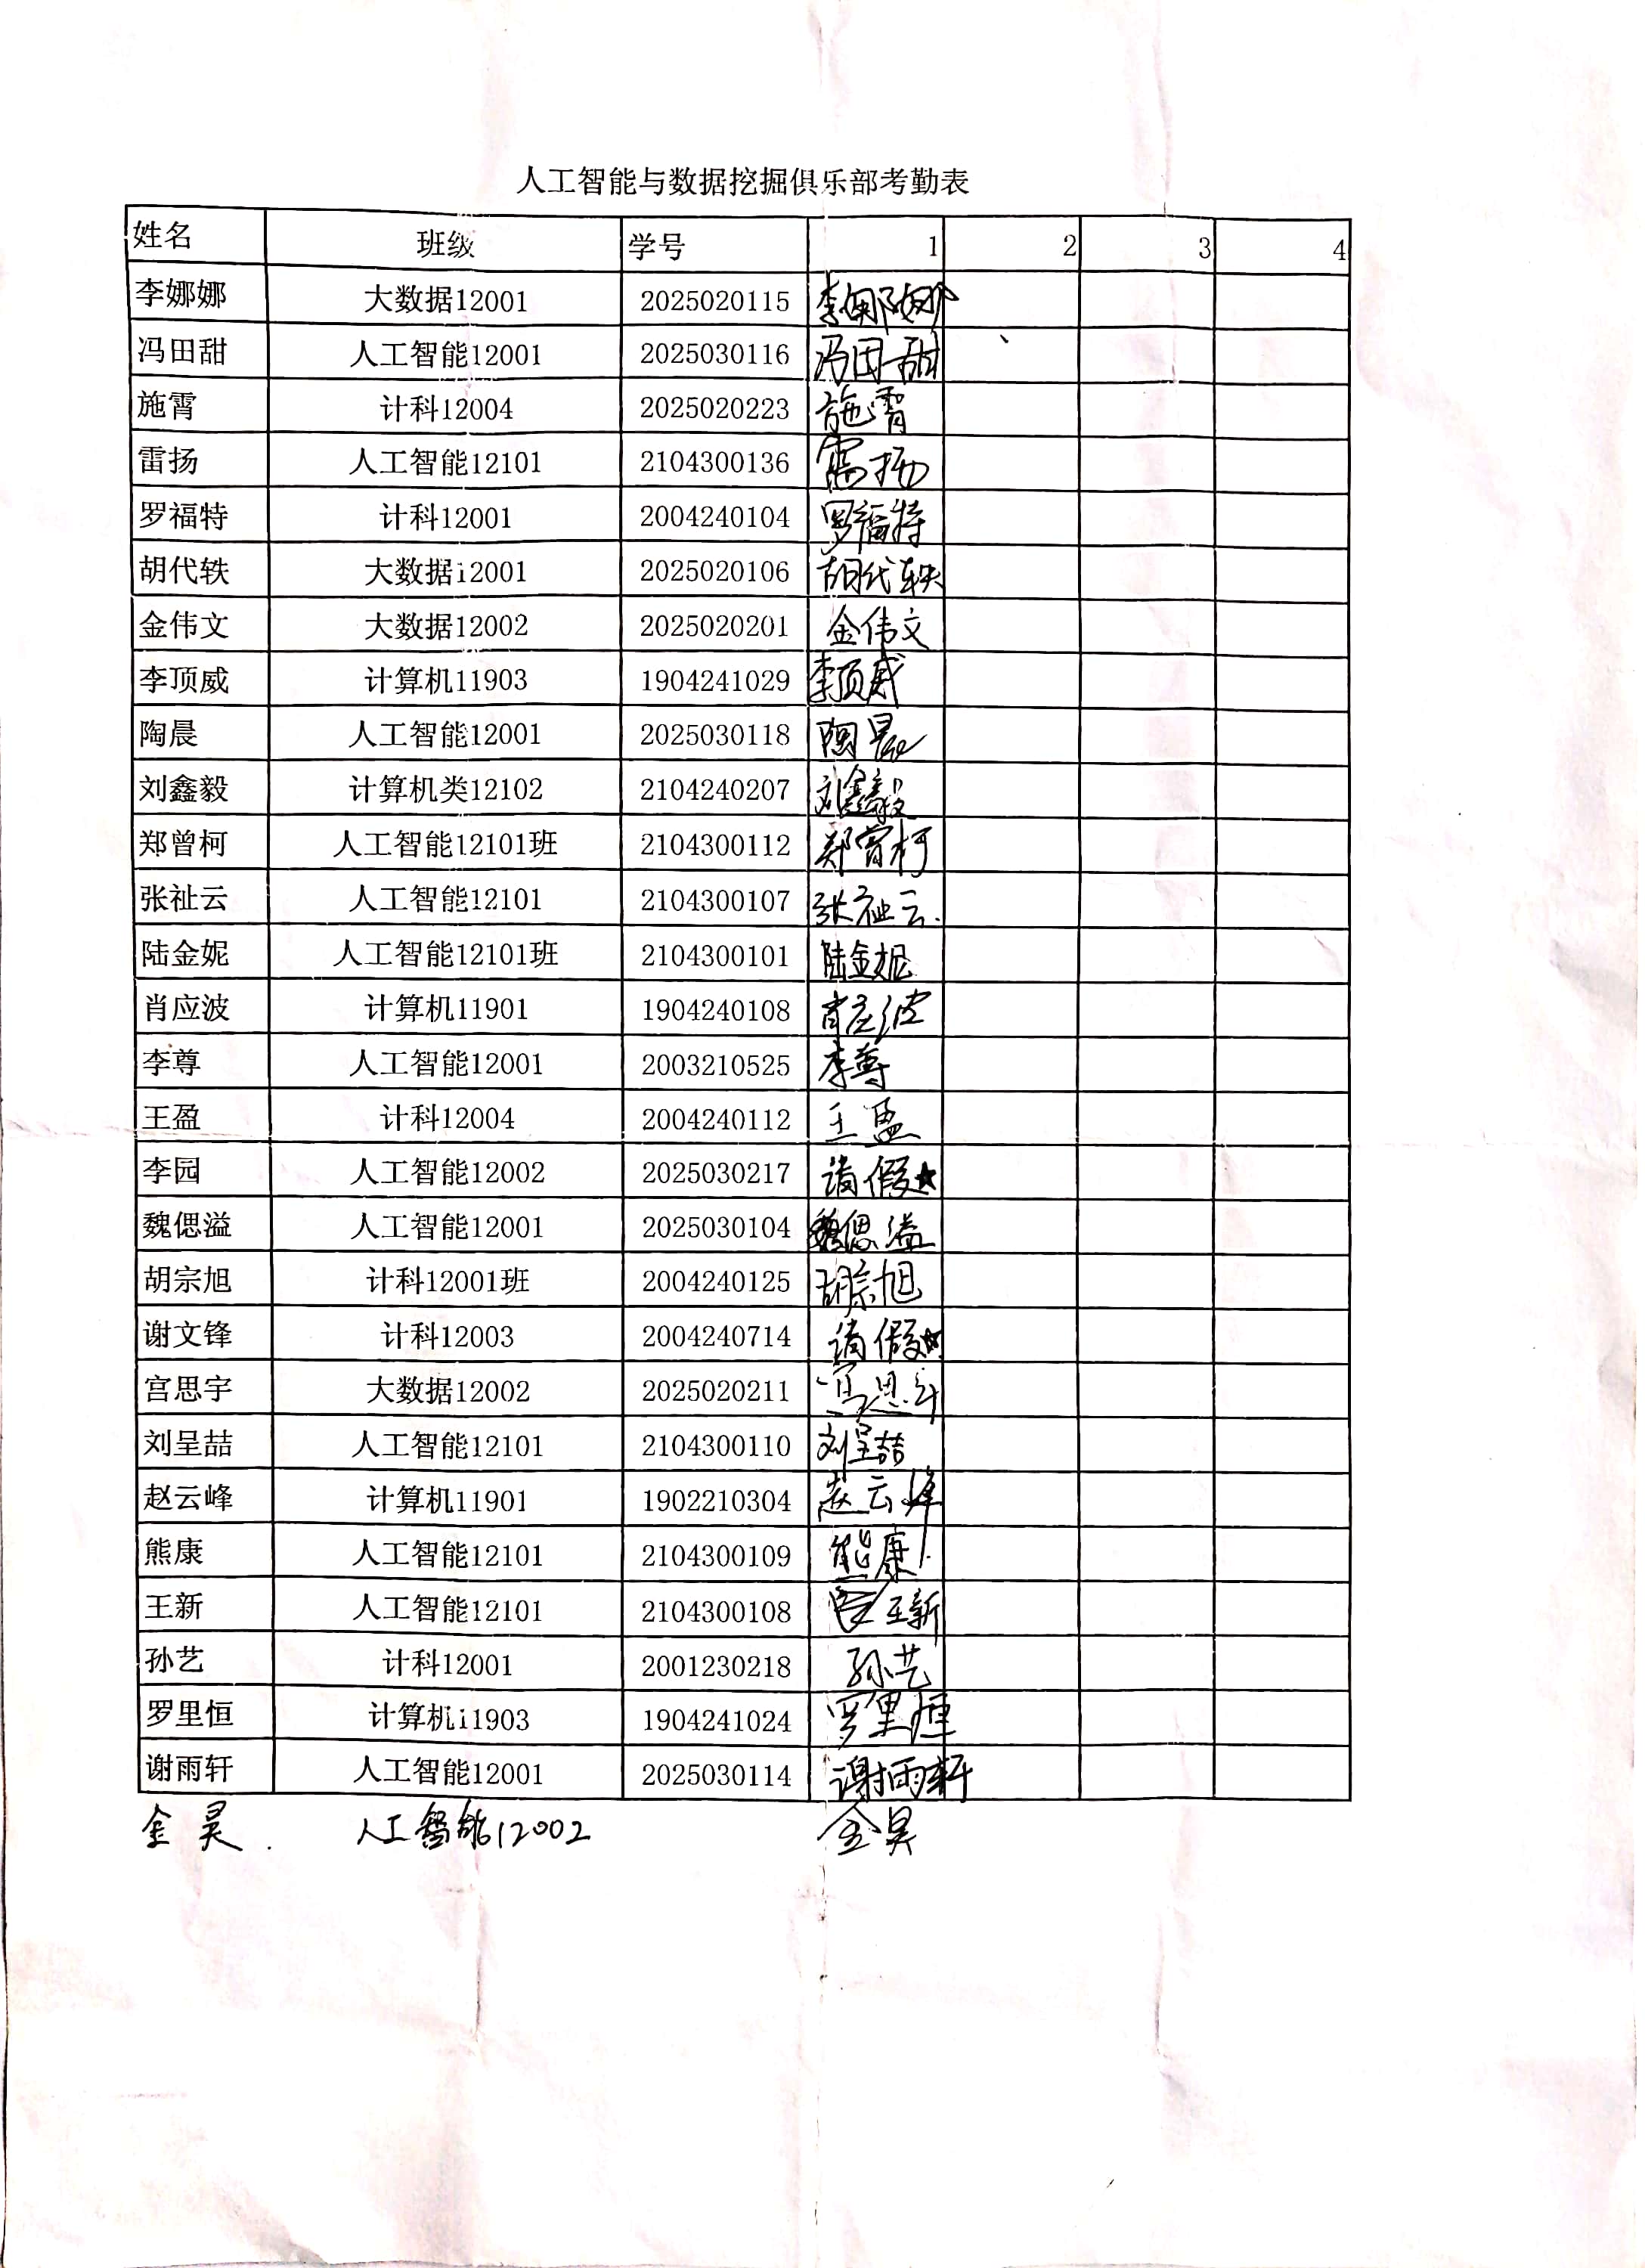 人工智能与数据挖掘俱乐部考勤表
姓名 班级 学号 1 2 3 4
李娜娜 大数据12001 2025020115 李娜娜
冯田甜 人工智能12001 2025030116 冯田甜
施霄 计科12004 2025020223 施霄
雷扬 人工智能12101 2104300136 雷扬
罗福特 计科12001 2004240104 罗福特
胡代轶 大数据12001 2025020106 胡代轶
金伟文 大数据12002 2025020201 金伟文
李顶威 计算机11903 1904241029 李顶威
陶晨 人工智能12001 2025030118 陶晨
刘鑫毅 计算机类12102 2104240207 刘鑫毅
郑曾柯 人工智能12101班 2104300112 郑曾柯
张祉云 人工智能12101 2104300107 张祉云.
陆金妮 人工智能12101班 2104300101 陆金妮
肖应波 计算机11901 1904240108 肖应波
李尊 人工智能12001 2003210525 李尊
王盈 计科12004 2004240112 王盈
李园 人工智能12002 2025030217 请假★
魏偲溢 人工智能12001 2025030104 魏偲溢
胡宗旭 计科12001班 2004240125 胡宗旭
谢文锋 计科12003 2004240714 请假★
宫思宇 大数据12002 2025020211 宫思宇
刘呈喆 人工智能12101 2104300110 刘呈喆
赵云峰 计算机11901 1902210304 赵云峰
熊康 人工智能12101 2104300109 熊康
王新 人工智能12101 2104300108 王新
孙艺 计科12001 2001230218 孙艺
罗里恒 计算机11903 1904241024 罗里恒
谢雨轩 人工智能12001 2025030114 谢雨轩
金昊. 人工智能12002 金昊